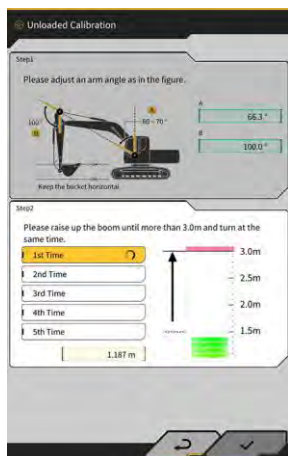 Unloaded Calibration
Step1
Please adjust an arm angle as in the figure.
A
66.3 °
B
100.0 °
A
60 - 70 °
100°
B
Keep the bucket horizontal
Step2
Please raise up the boom until more than 3.0m and turn at the
same time.
1st Time
2nd Time
3rd Time
4th Time
5th Time
1.187 m
3.0m
2.5m
2.0m
1.5m